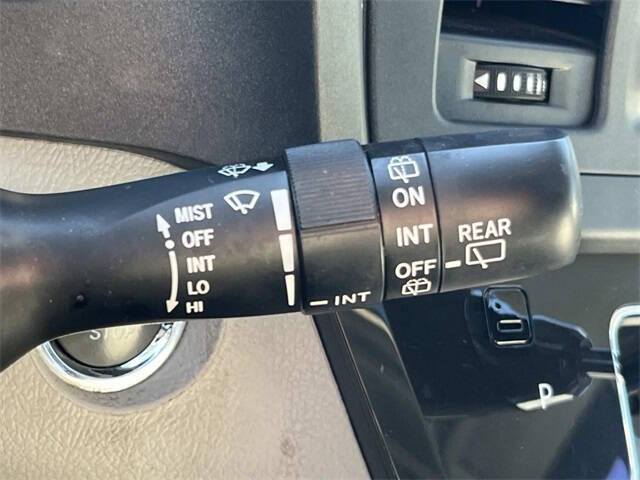 MIST
OFF
INT
LO
HI
INT
ON
INT
OFF
REAR
P